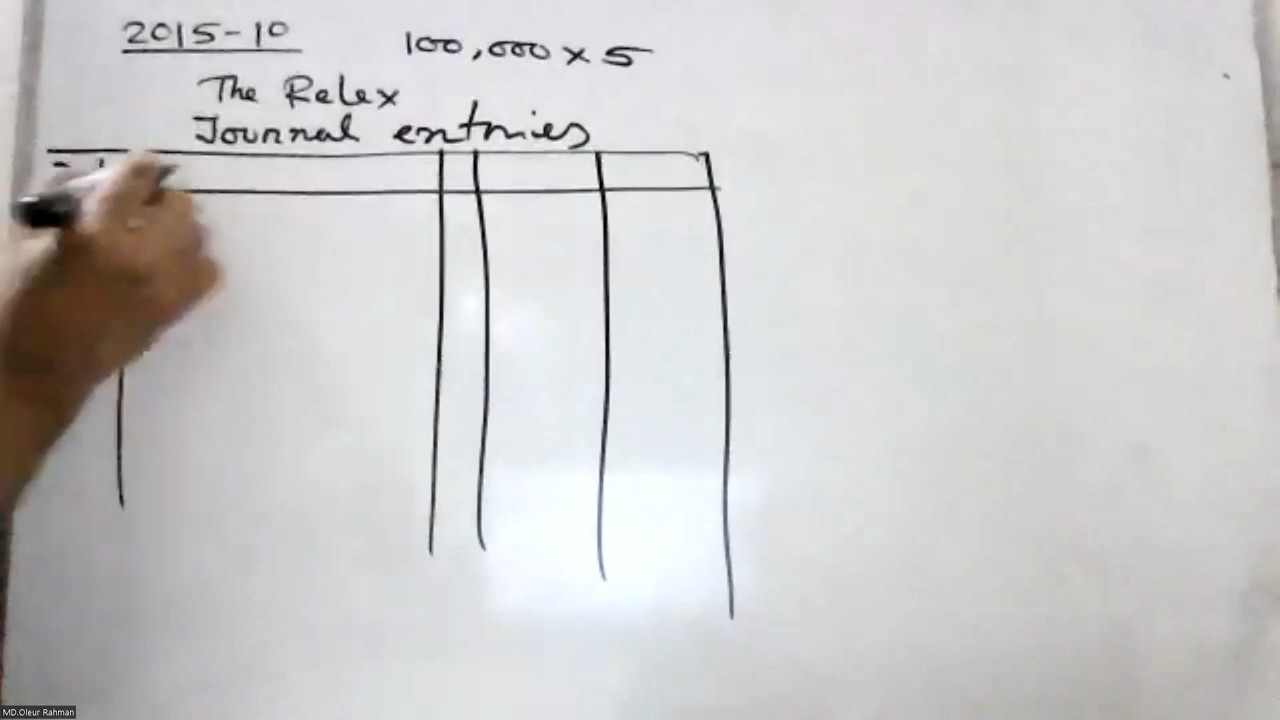 2015-10 100,000 x 5
The Relex
Journal entries
MD.Oleur Rahman